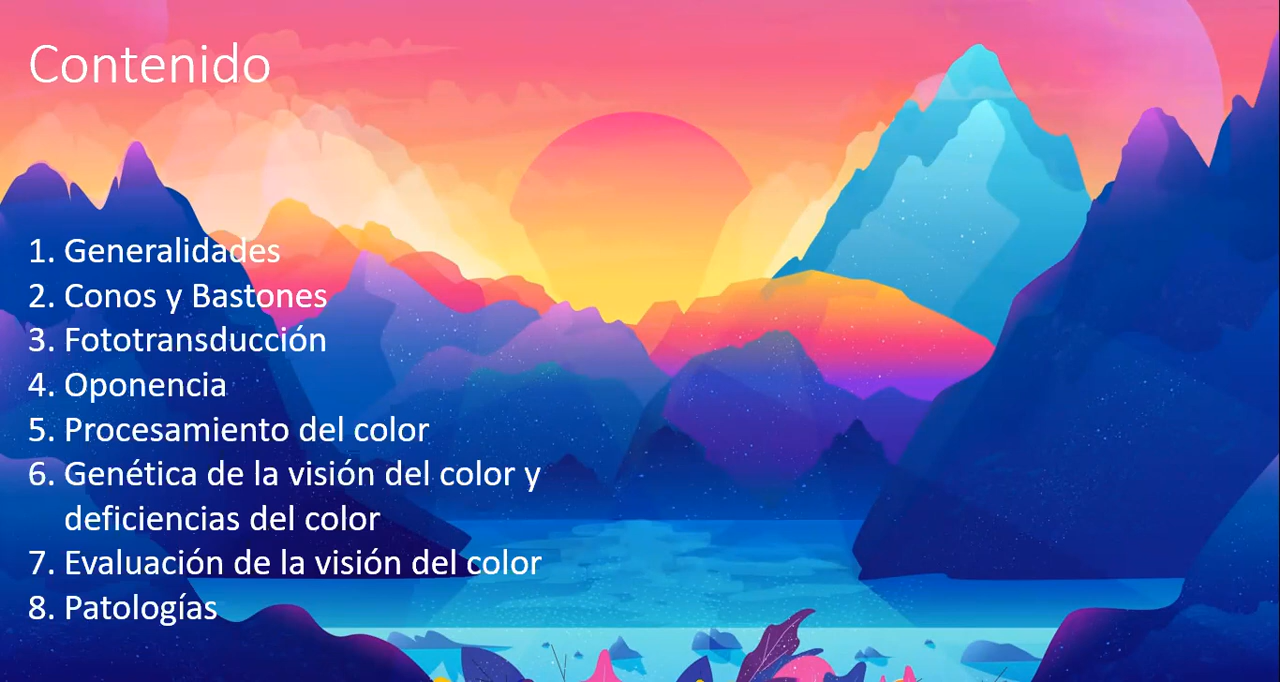 Contenido
1. Generalidades
2. Conos y Bastones
3. Fototransducción
4. Oponencia
5. Procesamiento del color
6. Genética de la visión del color y
deficiencias del color
7. Evaluación de la visión del color
8. Patologías